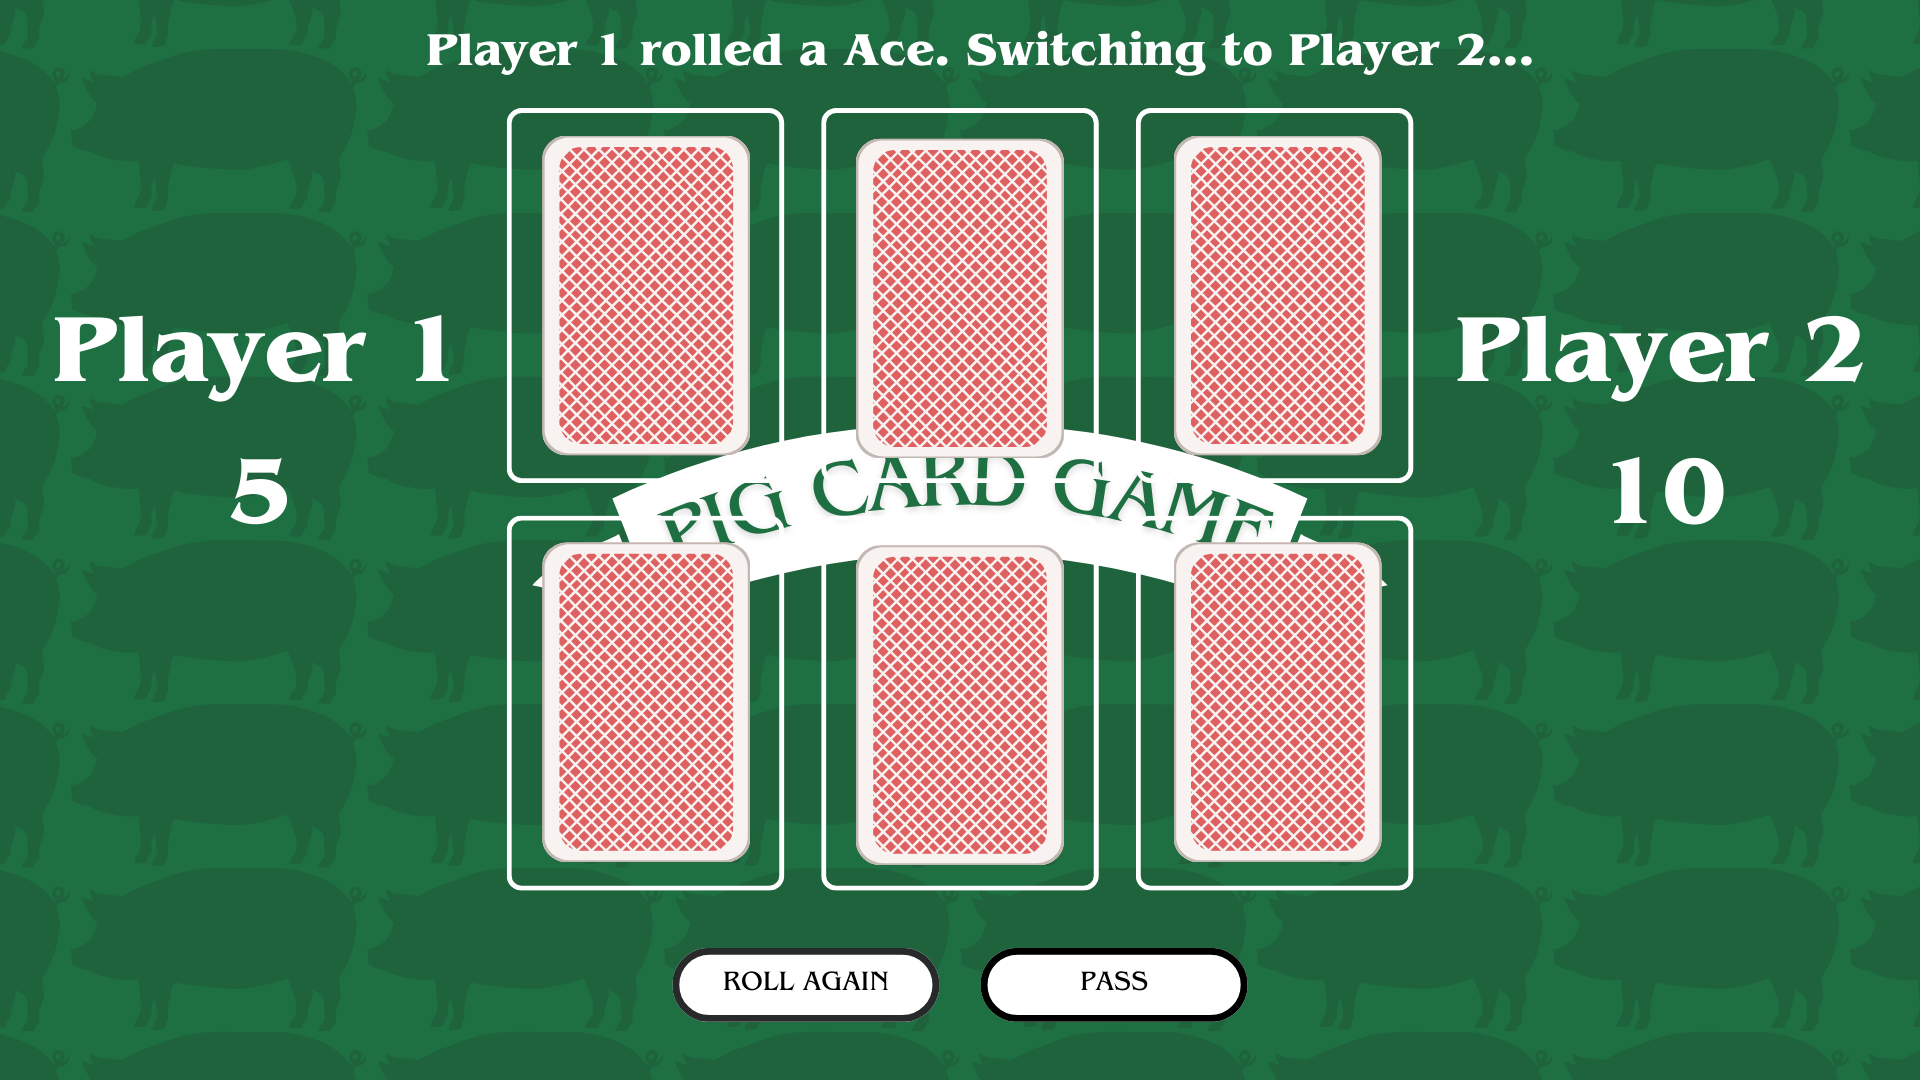 Player 1 rolled a Ace. Switching to Player 2...
Player 1
5
Player 2
10
PIG CARD GAME
ROLL AGAIN
PASS